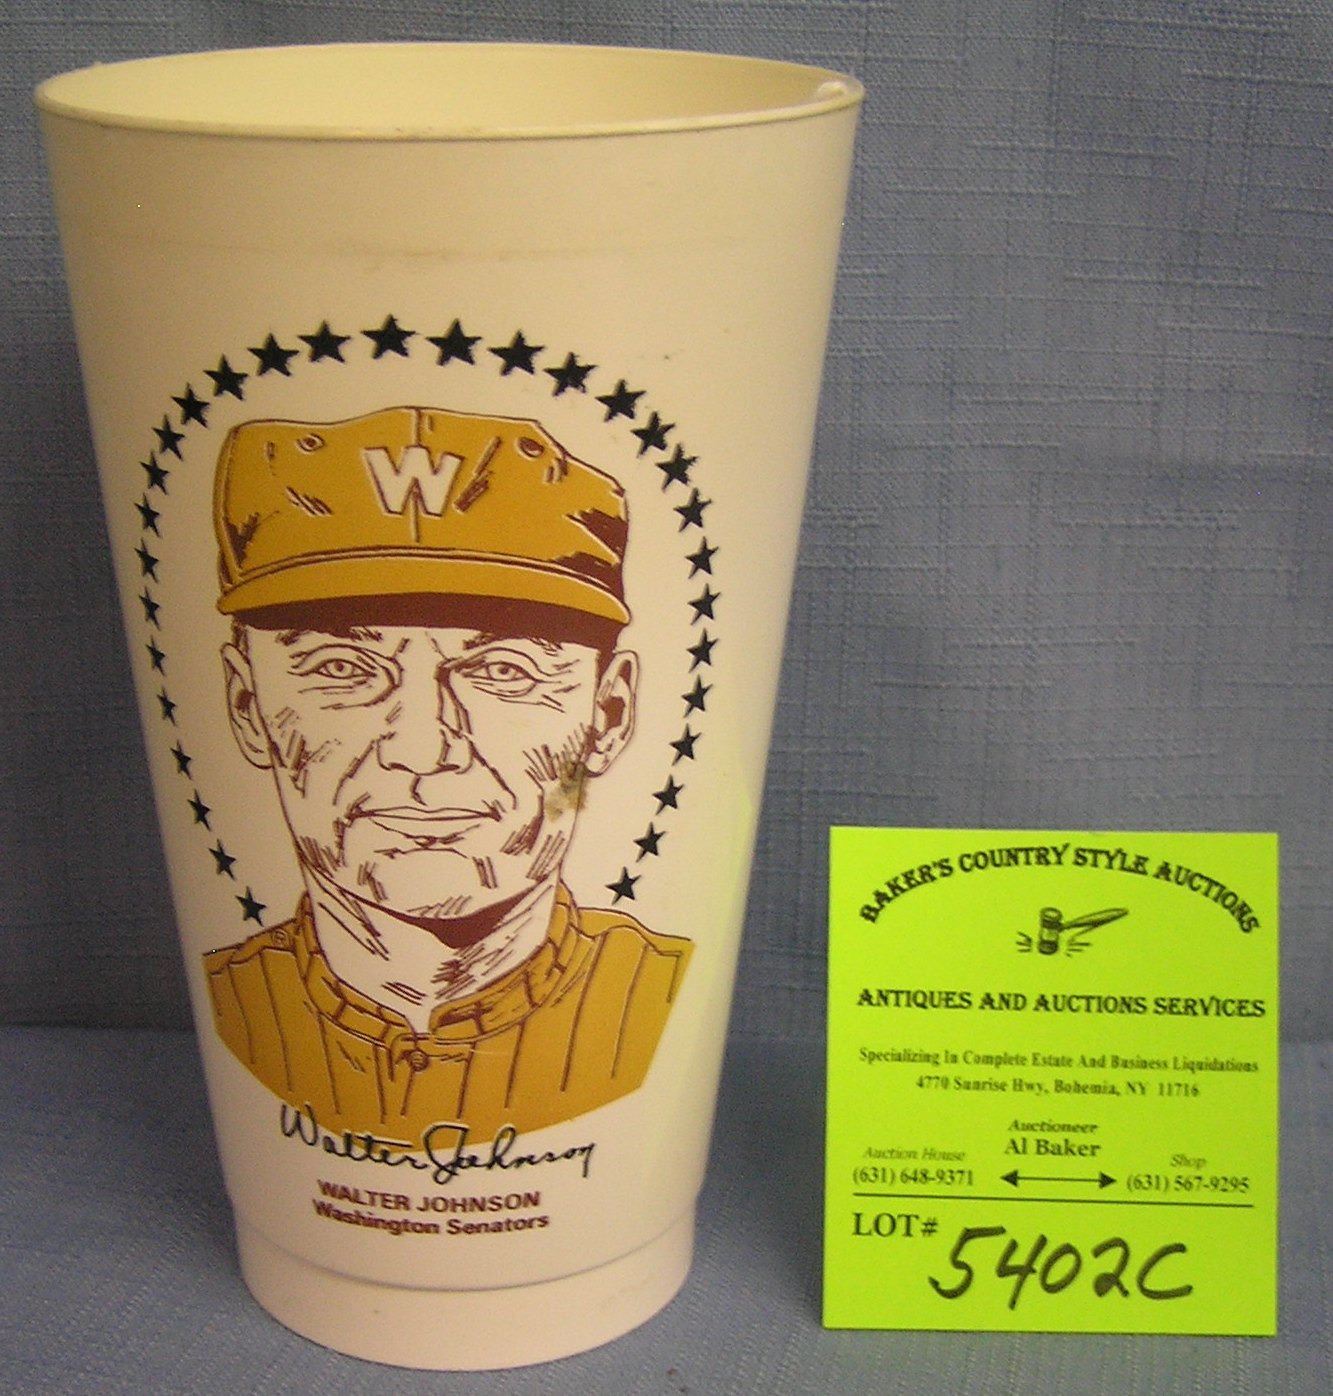 W
Walter Johnson
WALTER JOHNSON
Washington Senators
BAKER'S COUNTRY STYLE AUCTIONS
ANTIQUES AND AUCTIONS SERVICES
Specializing In Complete Estate And Business Liquidations
4770 Sunrise Hwy, Bohemia, NY 11716
Auctioneer
Al Baker
Auction House
(631) 648-9371
Shop
(631) 567-9295
LOT# 5402C